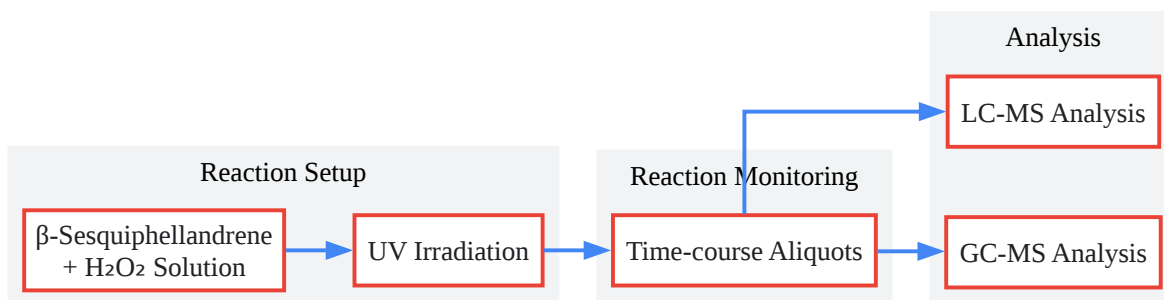 Analysis
LC-MS Analysis
Reaction Setup
Reaction Monitoring
β-Sesquiphellandrene
+ H₂O₂ Solution
UV Irradiation
Time-course Aliquots
GC-MS Analysis